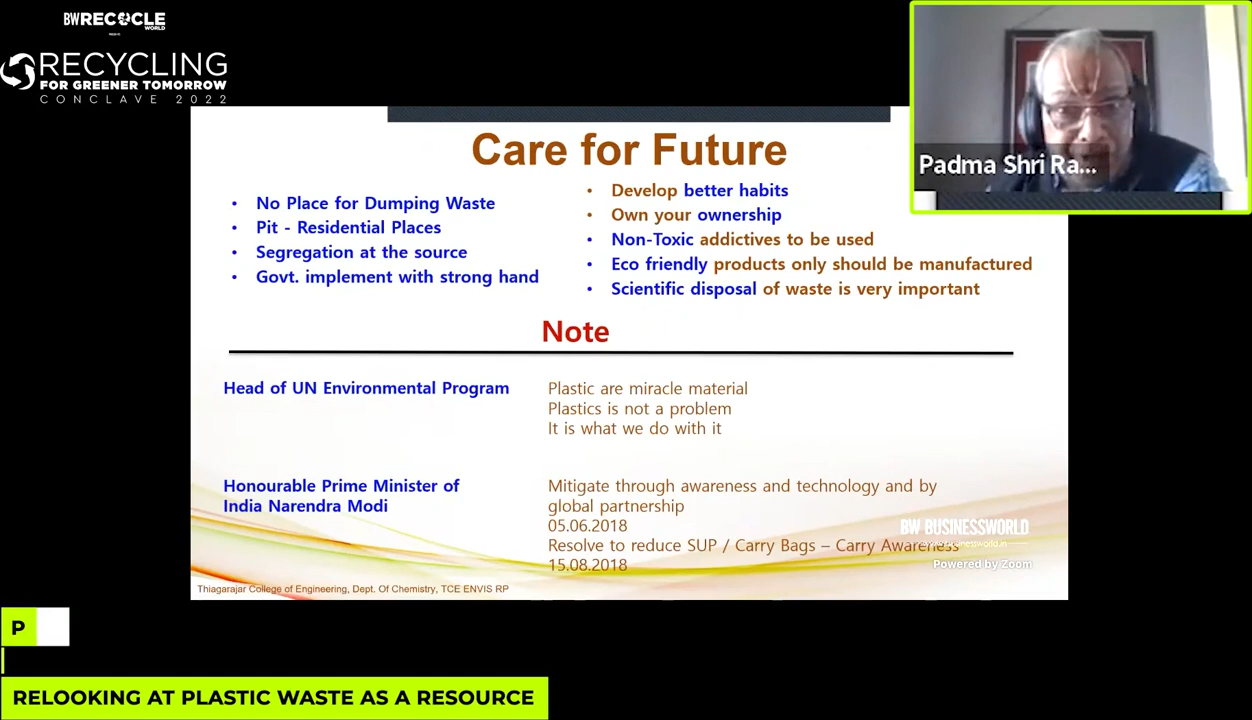 BW RECYCLE
WORLD
RECYCLING
FOR GREENER TOMORROW
CONCLAVE 2022
Padma Shri Ra...
Care for Future
• No Place for Dumping Waste
• Pit - Residential Places
• Segregation at the source
• Govt. implement with strong hand
• Develop better habits
• Own your ownership
• Non-Toxic addictives to be used
• Eco friendly products only should be manufactured
• Scientific disposal of waste is very important
Note
Head of UN Environmental Program
Plastic are miracle material
Plastics is not a problem
It is what we do with it
Honourable Prime Minister of
India Narendra Modi
Mitigate through awareness and technology and by
global partnership
05.06.2018
Resolve to reduce SUP / Carry Bags – Carry Awareness
15.08.2018
BW BUSINESSWORLD
businessworld.in
Powered by Zoom
Thiagarajar College of Engineering, Dept. Of Chemistry, TCE ENVIS RP
P
RELOOKING AT PLASTIC WASTE AS A RESOURCE